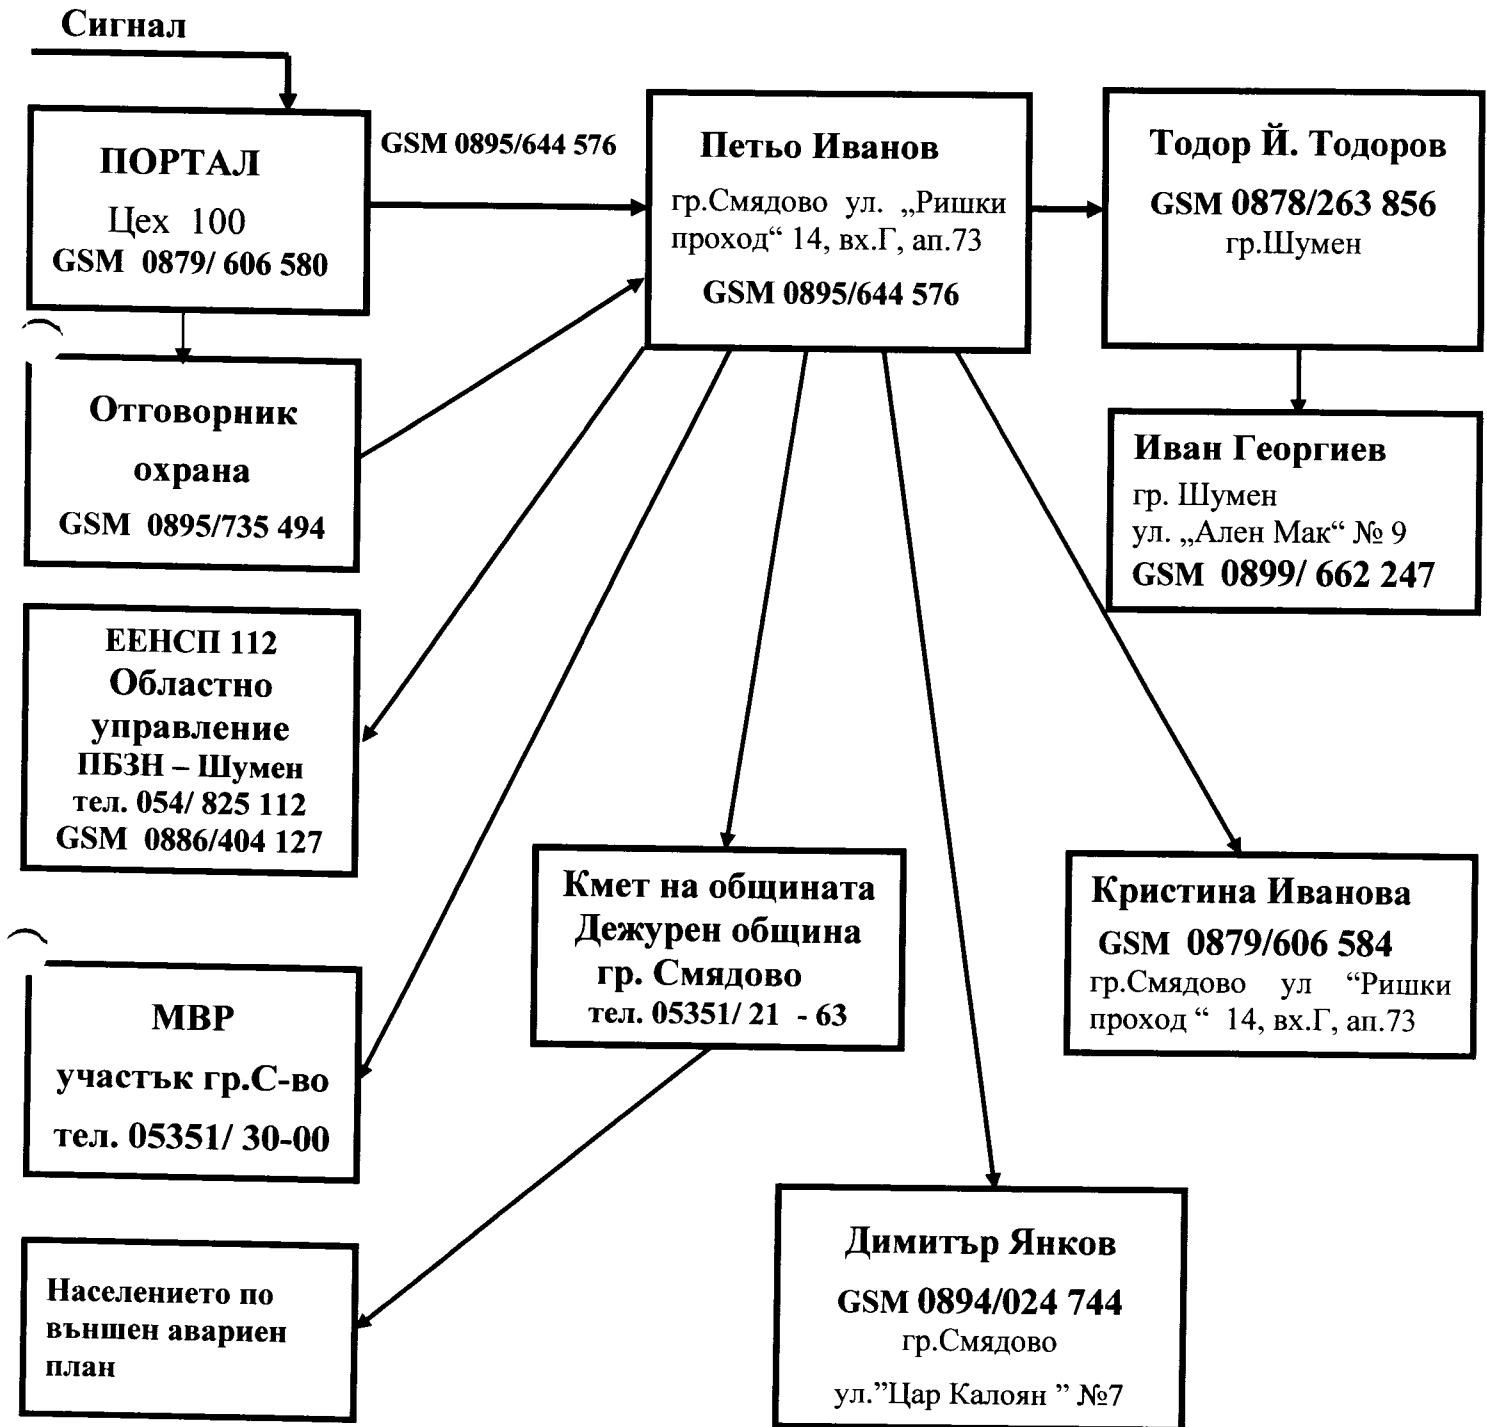 Сигнал
ПОРТАЛ
Цех 100
GSM 0879/ 606 580
GSM 0895/644 576
Петьо Иванов
гр.Смядово ул. „Ришки
проход“ 14, вх.Г, ап.73
GSM 0895/644 576
Тодор Й. Тодоров
GSM 0878/263 856
гр.Шумен
Отговорник
охрана
GSM 0895/735 494
Иван Георгиев
гр. Шумен
ул. „Ален Мак“ № 9
GSM 0899/ 662 247
ЕЕНСП 112
Областно
управление
ПБЗН – Шумен
тел. 054/ 825 112
GSM 0886/404 127
Кмет на общината
Дежурен община
гр. Смядово
тел. 05351/ 21 - 63
Кристина Иванова
GSM 0879/606 584
гр.Смядово ул “Ришки
проход “ 14, вх.Г, ап.73
МВР
участък гр.С-во
тел. 05351/ 30-00
Населението по
външен авариен
план
Димитър Янков
GSM 0894/024 744
гр.Смядово
ул.”Цар Калоян ” №7